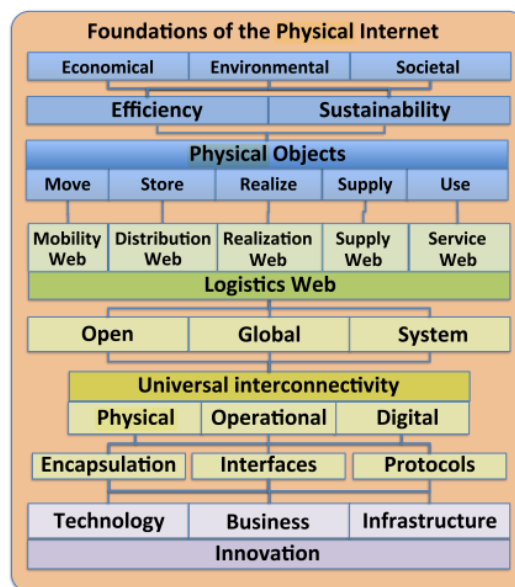 Foundations of the Physical Internet
Economical Environmental Societal
Efficiency Sustainability
Physical Objects
Move Store Realize Supply Use
Mobility Distribution Realization Supply Service
Web Web Web Web Web
Logistics Web
Open Global System
Universal interconnectivity
Physical Operational Digital
Encapsulation Interfaces Protocols
Technology Business Infrastructure
Innovation